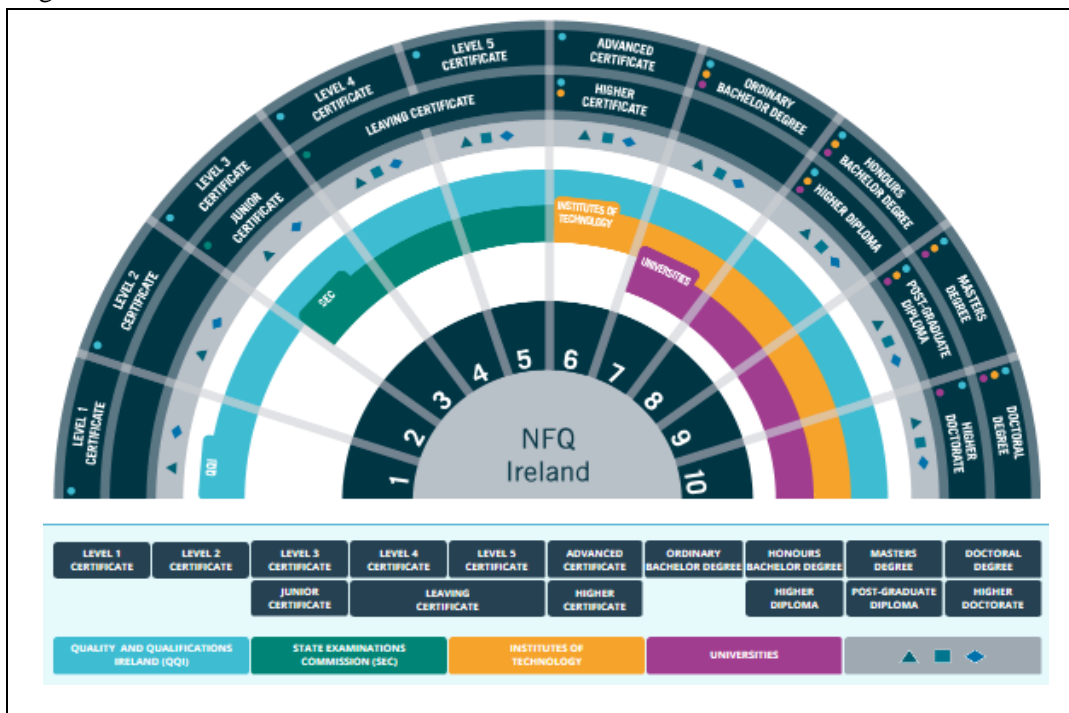 LEVEL 1
CERTIFICATE
LEVEL 2
CERTIFICATE
LEVEL 3
CERTIFICATE
LEVEL 4
CERTIFICATE
LEVEL 5
CERTIFICATE
ADVANCED
CERTIFICATE
ORDINARY
BACHELOR DEGREE
HONOURS
BACHELOR DEGREE
MASTERS
DEGREE
DOCTORAL
DEGREE
JUNIOR
CERTIFICATE
LEAVING CERTIFICATE
HIGHER
CERTIFICATE
HIGHER DIPLOMA
POST-GRADUATE
DIPLOMA
HIGHER
DOCTORATE
QQI
SEC
INSTITUTES OF
TECHNOLOGY
UNIVERSITIES
1
2
3
4
5
6
7
8
9
10
NFQ
Ireland
LEVEL 1
CERTIFICATE
LEVEL 2
CERTIFICATE
LEVEL 3
CERTIFICATE
LEVEL 4
CERTIFICATE
LEVEL 5
CERTIFICATE
ADVANCED
CERTIFICATE
ORDINARY
BACHELOR DEGREE
HONOURS
BACHELOR DEGREE
MASTERS
DEGREE
DOCTORAL
DEGREE
JUNIOR
CERTIFICATE
LEAVING
CERTIFICATE
HIGHER
CERTIFICATE
HIGHER
DIPLOMA
POST-GRADUATE
DIPLOMA
HIGHER
DOCTORATE
QUALITY AND QUALIFICATIONS
IRELAND (QQI)
STATE EXAMINATIONS
COMMISSION (SEC)
INSTITUTES OF
TECHNOLOGY
UNIVERSITIES